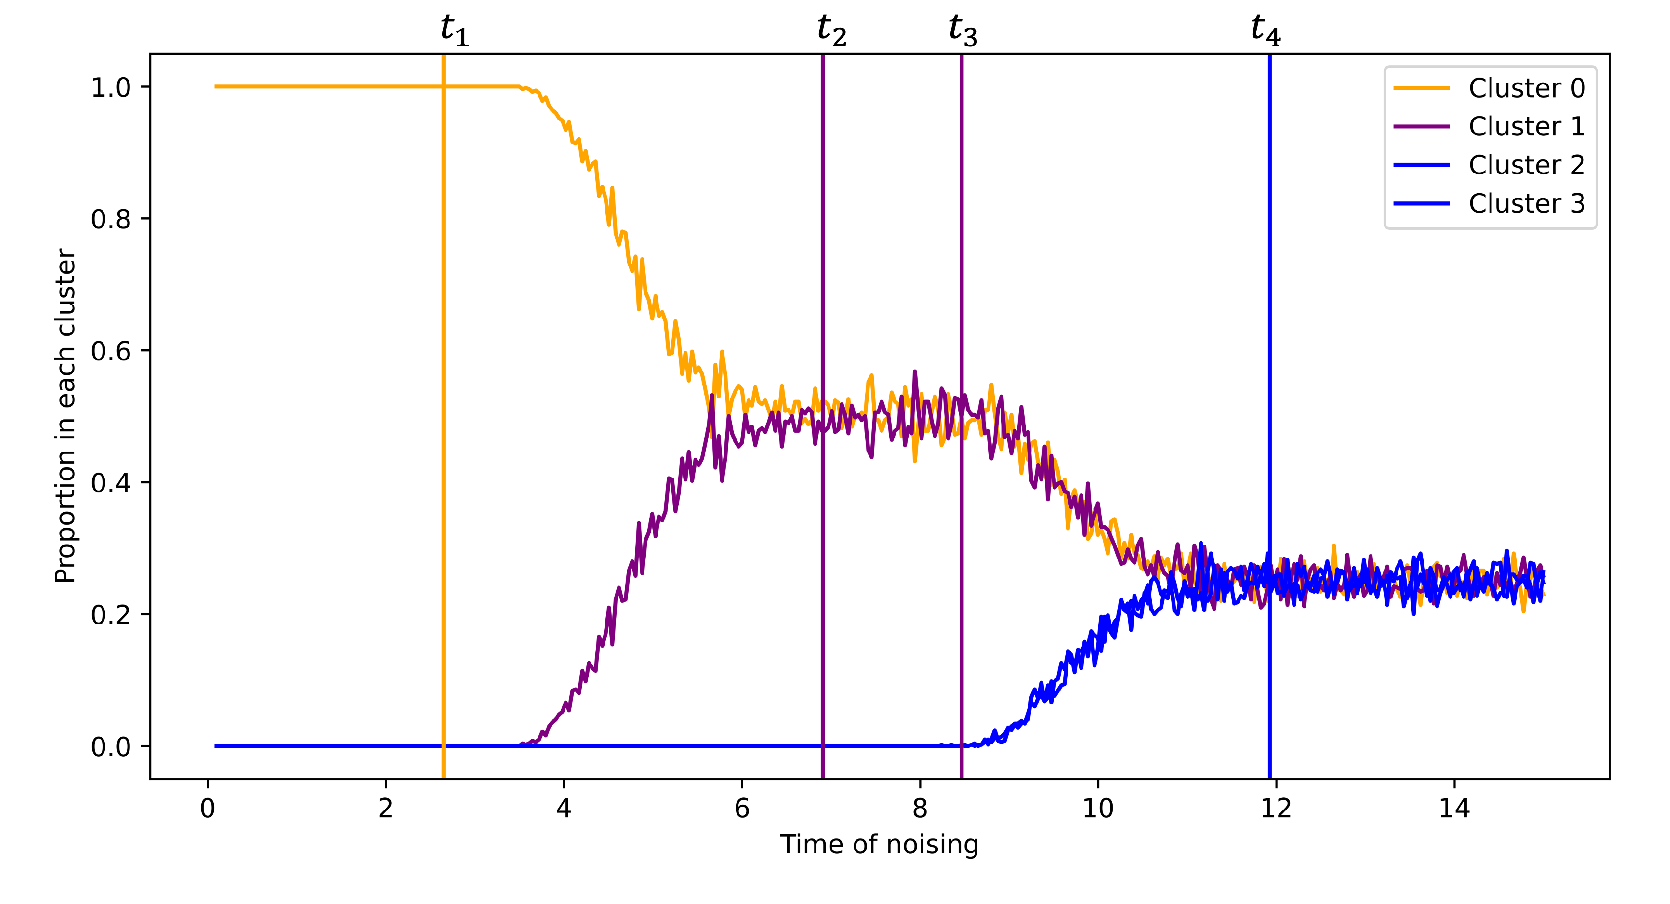 t₁ t₂ t₃ t₄
1.0
0.8
0.6
0.4
0.2
0.0
Proportion in each cluster
Cluster 0
Cluster 1
Cluster 2
Cluster 3
0 2 4 6 8 10 12 14
Time of noising